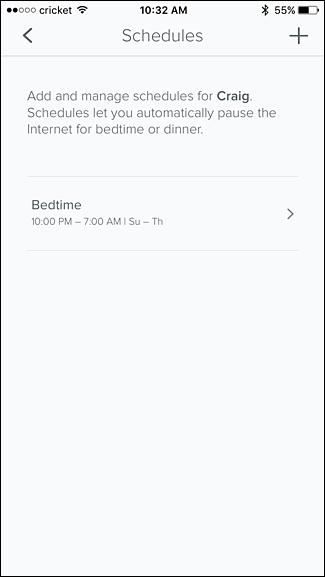 cricket 10:32 AM 55%
Schedules
Add and manage schedules for Craig.
Schedules let you automatically pause the
Internet for bedtime or dinner.
Bedtime
10:00 PM – 7:00 AM | Su – Th